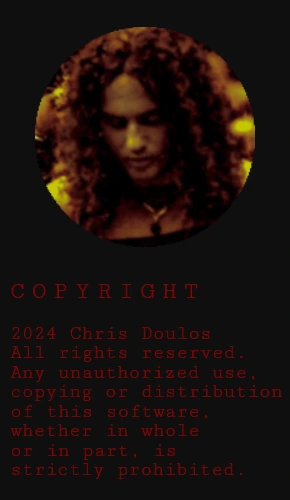 COPYRIGHT
2024 Chris Doulos
All rights reserved.
Any unauthorized use,
copying or distribution
of this software,
whether in whole
or in part, is
strictly prohibited.